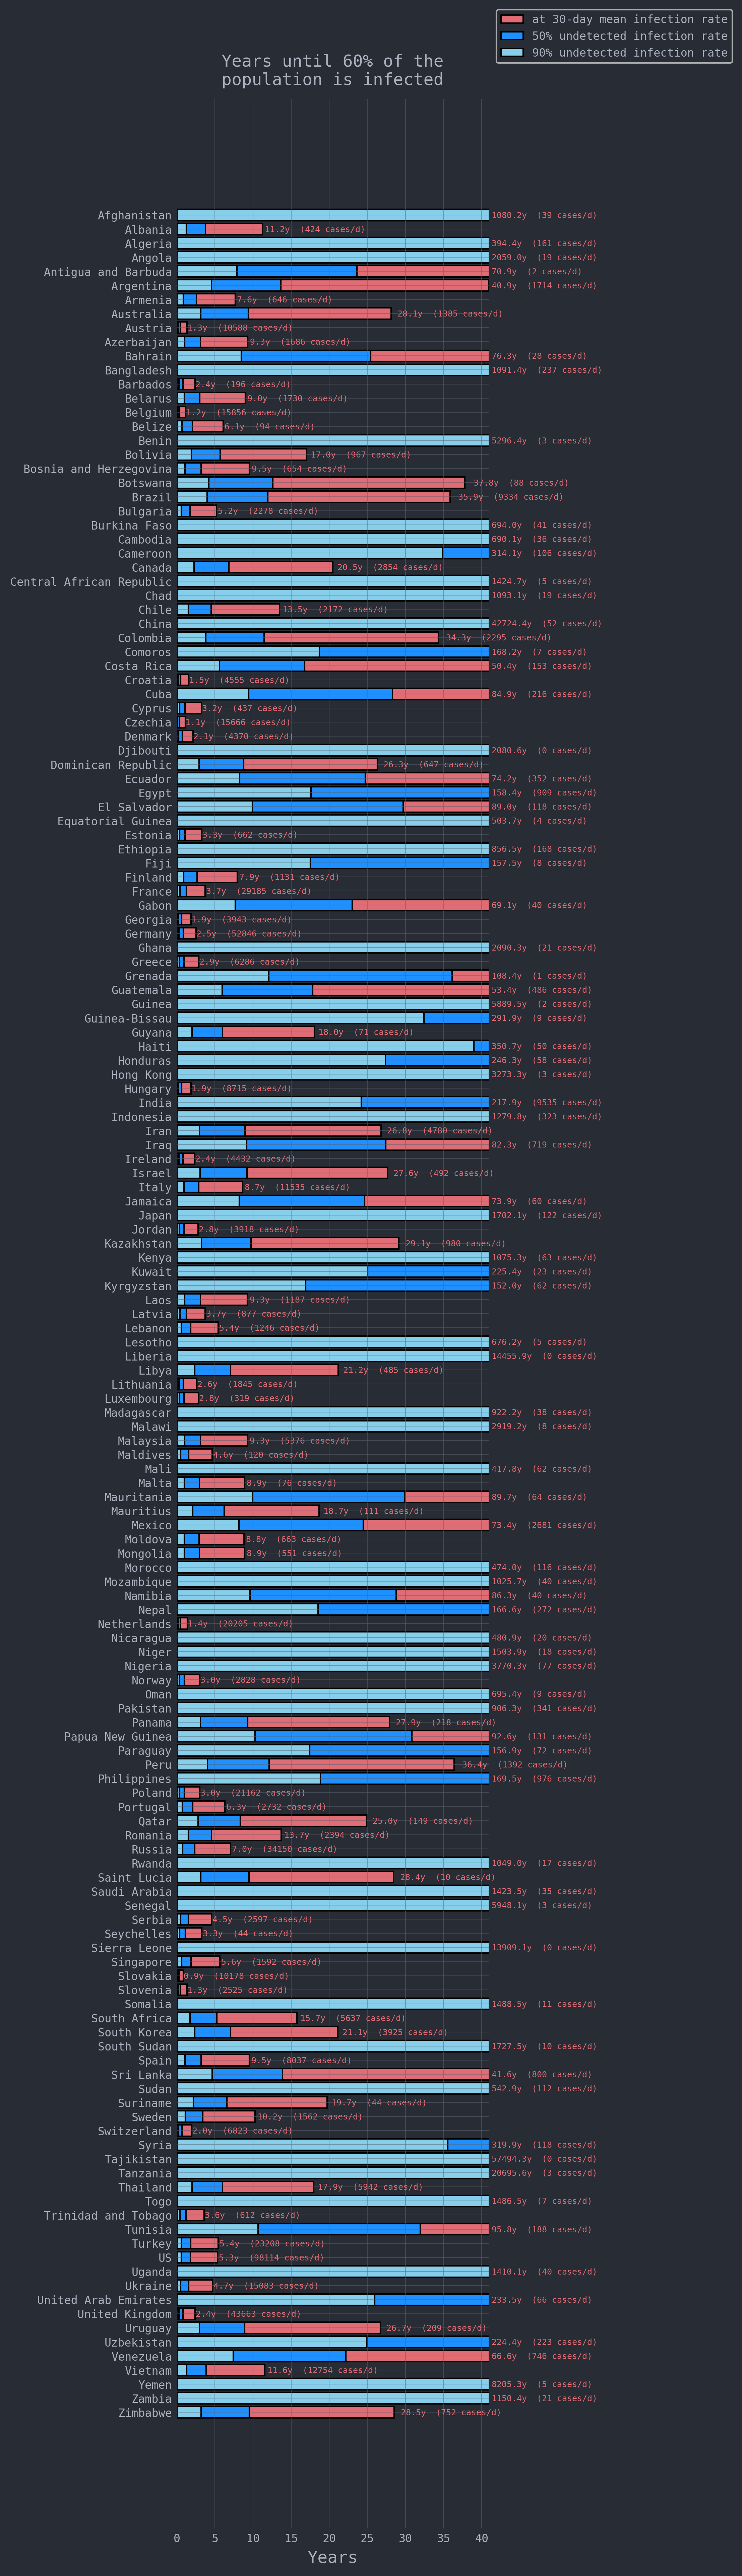 at 30-day mean infection rate
50% undetected infection rate
90% undetected infection rate
Years until 60% of the
population is infected
Afghanistan 1080.2y (39 cases/d)
Albania 11.2y (424 cases/d)
Algeria 394.4y (161 cases/d)
Angola 2059.0y (19 cases/d)
Antigua and Barbuda 70.9y (2 cases/d)
Argentina 40.9y (1714 cases/d)
Armenia 7.6y (646 cases/d)
Australia 28.1y (1385 cases/d)
Austria 1.3y (10588 cases/d)
Azerbaijan 9.3y (1686 cases/d)
Bahrain 76.3y (28 cases/d)
Bangladesh 1091.4y (237 cases/d)
Barbados 2.4y (196 cases/d)
Belarus 9.0y (1730 cases/d)
Belgium 1.2y (15856 cases/d)
Belize 6.1y (94 cases/d)
Benin 5296.4y (3 cases/d)
Bolivia 17.0y (967 cases/d)
Bosnia and Herzegovina 9.5y (654 cases/d)
Botswana 37.8y (88 cases/d)
Brazil 35.9y (9334 cases/d)
Bulgaria 5.2y (2278 cases/d)
Burkina Faso 694.0y (41 cases/d)
Cambodia 690.1y (36 cases/d)
Cameroon 314.1y (106 cases/d)
Canada 20.5y (2854 cases/d)
Central African Republic 1424.7y (5 cases/d)
Chad 1093.1y (19 cases/d)
Chile 13.5y (2172 cases/d)
China 42724.4y (52 cases/d)
Colombia 34.3y (2295 cases/d)
Comoros 168.2y (7 cases/d)
Costa Rica 50.4y (153 cases/d)
Croatia 1.5y (4555 cases/d)
Cuba 84.9y (216 cases/d)
Cyprus 3.2y (437 cases/d)
Czechia 1.1y (15666 cases/d)
Denmark 2.1y (4370 cases/d)
Djibouti 2080.6y (0 cases/d)
Dominican Republic 26.3y (647 cases/d)
Ecuador 74.2y (352 cases/d)
Egypt 158.4y (909 cases/d)
El Salvador 89.0y (118 cases/d)
Equatorial Guinea 503.7y (4 cases/d)
Estonia 3.3y (662 cases/d)
Ethiopia 856.5y (168 cases/d)
Fiji 157.5y (8 cases/d)
Finland 7.9y (1131 cases/d)
France 3.7y (29185 cases/d)
Gabon 69.1y (40 cases/d)
Georgia 1.9y (3943 cases/d)
Germany 2.5y (52846 cases/d)
Ghana 2090.3y (21 cases/d)
Greece 2.9y (6286 cases/d)
Grenada 108.4y (1 cases/d)
Guatemala 53.4y (486 cases/d)
Guinea 5889.5y (2 cases/d)
Guinea-Bissau 291.9y (9 cases/d)
Guyana 18.0y (71 cases/d)
Haiti 350.7y (50 cases/d)
Honduras 246.3y (58 cases/d)
Hong Kong 3273.3y (3 cases/d)
Hungary 1.9y (8715 cases/d)
India 217.9y (9535 cases/d)
Indonesia 1279.8y (323 cases/d)
Iran 26.8y (4780 cases/d)
Iraq 82.3y (719 cases/d)
Ireland 2.4y (4432 cases/d)
Israel 27.6y (492 cases/d)
Italy 8.7y (11535 cases/d)
Jamaica 73.9y (60 cases/d)
Japan 1702.1y (122 cases/d)
Jordan 2.8y (3918 cases/d)
Kazakhstan 29.1y (980 cases/d)
Kenya 1075.3y (63 cases/d)
Kuwait 225.4y (23 cases/d)
Kyrgyzstan 152.0y (62 cases/d)
Laos 9.3y (1187 cases/d)
Latvia 3.7y (877 cases/d)
Lebanon 5.4y (1246 cases/d)
Lesotho 676.2y (5 cases/d)
Liberia 14455.9y (0 cases/d)
Libya 21.2y (485 cases/d)
Lithuania 2.6y (1845 cases/d)
Luxembourg 2.8y (319 cases/d)
Madagascar 922.2y (38 cases/d)
Malawi 2919.2y (8 cases/d)
Malaysia 9.3y (5376 cases/d)
Maldives 4.6y (120 cases/d)
Mali 417.8y (62 cases/d)
Malta 8.9y (76 cases/d)
Mauritania 89.7y (64 cases/d)
Mauritius 18.7y (111 cases/d)
Mexico 73.4y (2681 cases/d)
Moldova 8.8y (663 cases/d)
Mongolia 8.9y (551 cases/d)
Morocco 474.0y (116 cases/d)
Mozambique 1025.7y (40 cases/d)
Namibia 86.3y (40 cases/d)
Nepal 166.6y (272 cases/d)
Netherlands 1.4y (20205 cases/d)
Nicaragua 480.9y (20 cases/d)
Niger 1503.9y (18 cases/d)
Nigeria 3770.3y (77 cases/d)
Norway 3.0y (2828 cases/d)
Oman 695.4y (9 cases/d)
Pakistan 906.3y (341 cases/d)
Panama 27.9y (218 cases/d)
Papua New Guinea 92.6y (131 cases/d)
Paraguay 156.9y (72 cases/d)
Peru 36.4y (1392 cases/d)
Philippines 169.5y (976 cases/d)
Poland 3.0y (21162 cases/d)
Portugal 6.3y (2732 cases/d)
Qatar 25.0y (149 cases/d)
Romania 13.7y (2394 cases/d)
Russia 7.0y (34150 cases/d)
Rwanda 1049.0y (17 cases/d)
Saint Lucia 28.4y (10 cases/d)
Saudi Arabia 1423.5y (35 cases/d)
Senegal 5948.1y (3 cases/d)
Serbia 4.5y (2597 cases/d)
Seychelles 3.3y (44 cases/d)
Sierra Leone 13909.1y (0 cases/d)
Singapore 5.6y (1592 cases/d)
Slovakia 0.9y (10178 cases/d)
Slovenia 1.3y (2525 cases/d)
Somalia 1488.5y (11 cases/d)
South Africa 15.7y (5637 cases/d)
South Korea 21.1y (3925 cases/d)
South Sudan 1727.5y (10 cases/d)
Spain 9.5y (8037 cases/d)
Sri Lanka 41.6y (800 cases/d)
Sudan 542.9y (112 cases/d)
Suriname 19.7y (44 cases/d)
Sweden 10.2y (1562 cases/d)
Switzerland 2.0y (6823 cases/d)
Syria 319.9y (118 cases/d)
Tajikistan 57494.3y (0 cases/d)
Tanzania 20695.6y (3 cases/d)
Thailand 17.9y (5942 cases/d)
Togo 1486.5y (7 cases/d)
Trinidad and Tobago 3.6y (612 cases/d)
Tunisia 95.8y (188 cases/d)
Turkey 5.4y (23208 cases/d)
US 5.3y (98114 cases/d)
Uganda 1410.1y (40 cases/d)
Ukraine 4.7y (15083 cases/d)
United Arab Emirates 233.5y (66 cases/d)
United Kingdom 2.4y (43663 cases/d)
Uruguay 26.7y (209 cases/d)
Uzbekistan 224.4y (223 cases/d)
Venezuela 66.6y (746 cases/d)
Vietnam 11.6y (12754 cases/d)
Yemen 8205.3y (5 cases/d)
Zambia 1150.4y (21 cases/d)
Zimbabwe 28.5y (752 cases/d)
0 5 10 15 20 25 30 35 40
Years